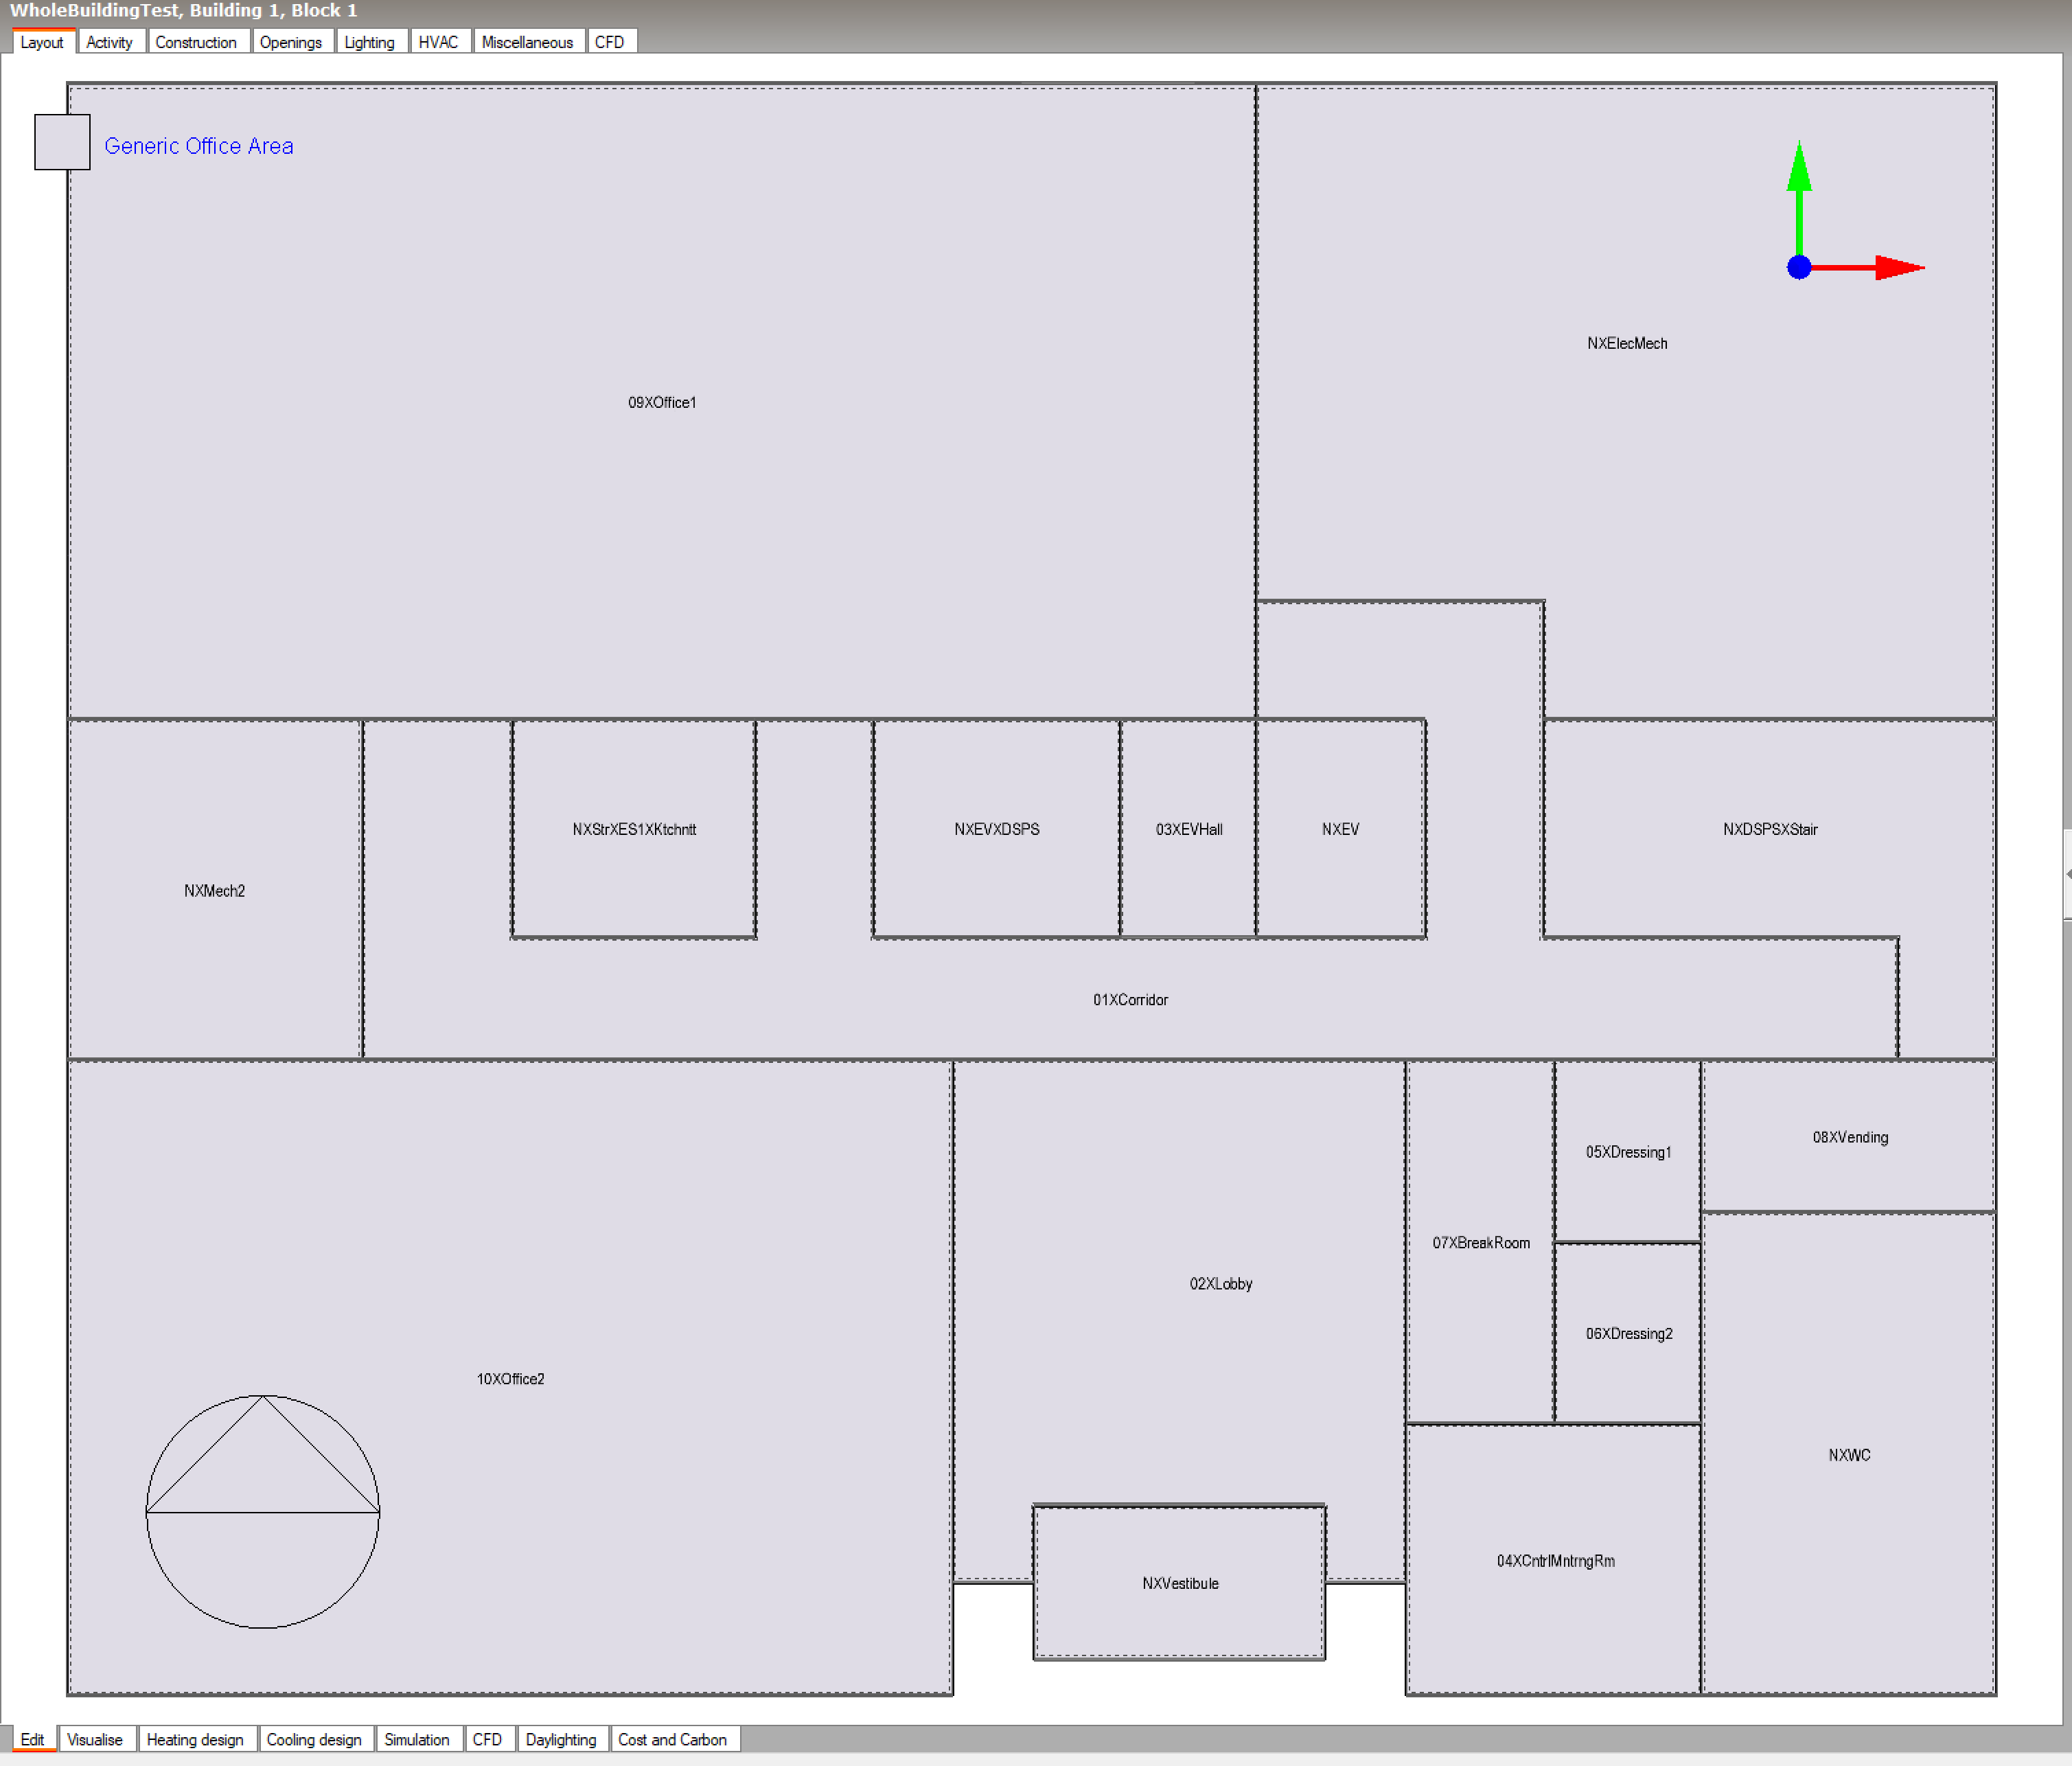 WholeBuildingTest, Building 1, Block 1
Layout Activity Construction Openings Lighting HVAC Miscellaneous CFD
Generic Office Area
NXElecMech
09XOffice1
NXStrXES1XKtchntt NXEVXDSPS 03XEVHall NXEV NXDSPSXStair
NXMech2
01XCorridor
08XVending
05XDressing1
07XBreakRoom
02XLobby
06XDressing2
10XOffice2
NXWC
04XCntrlMntrngRm
NXVestibule
Edit Visualise Heating design Cooling design Simulation CFD Daylighting Cost and Carbon